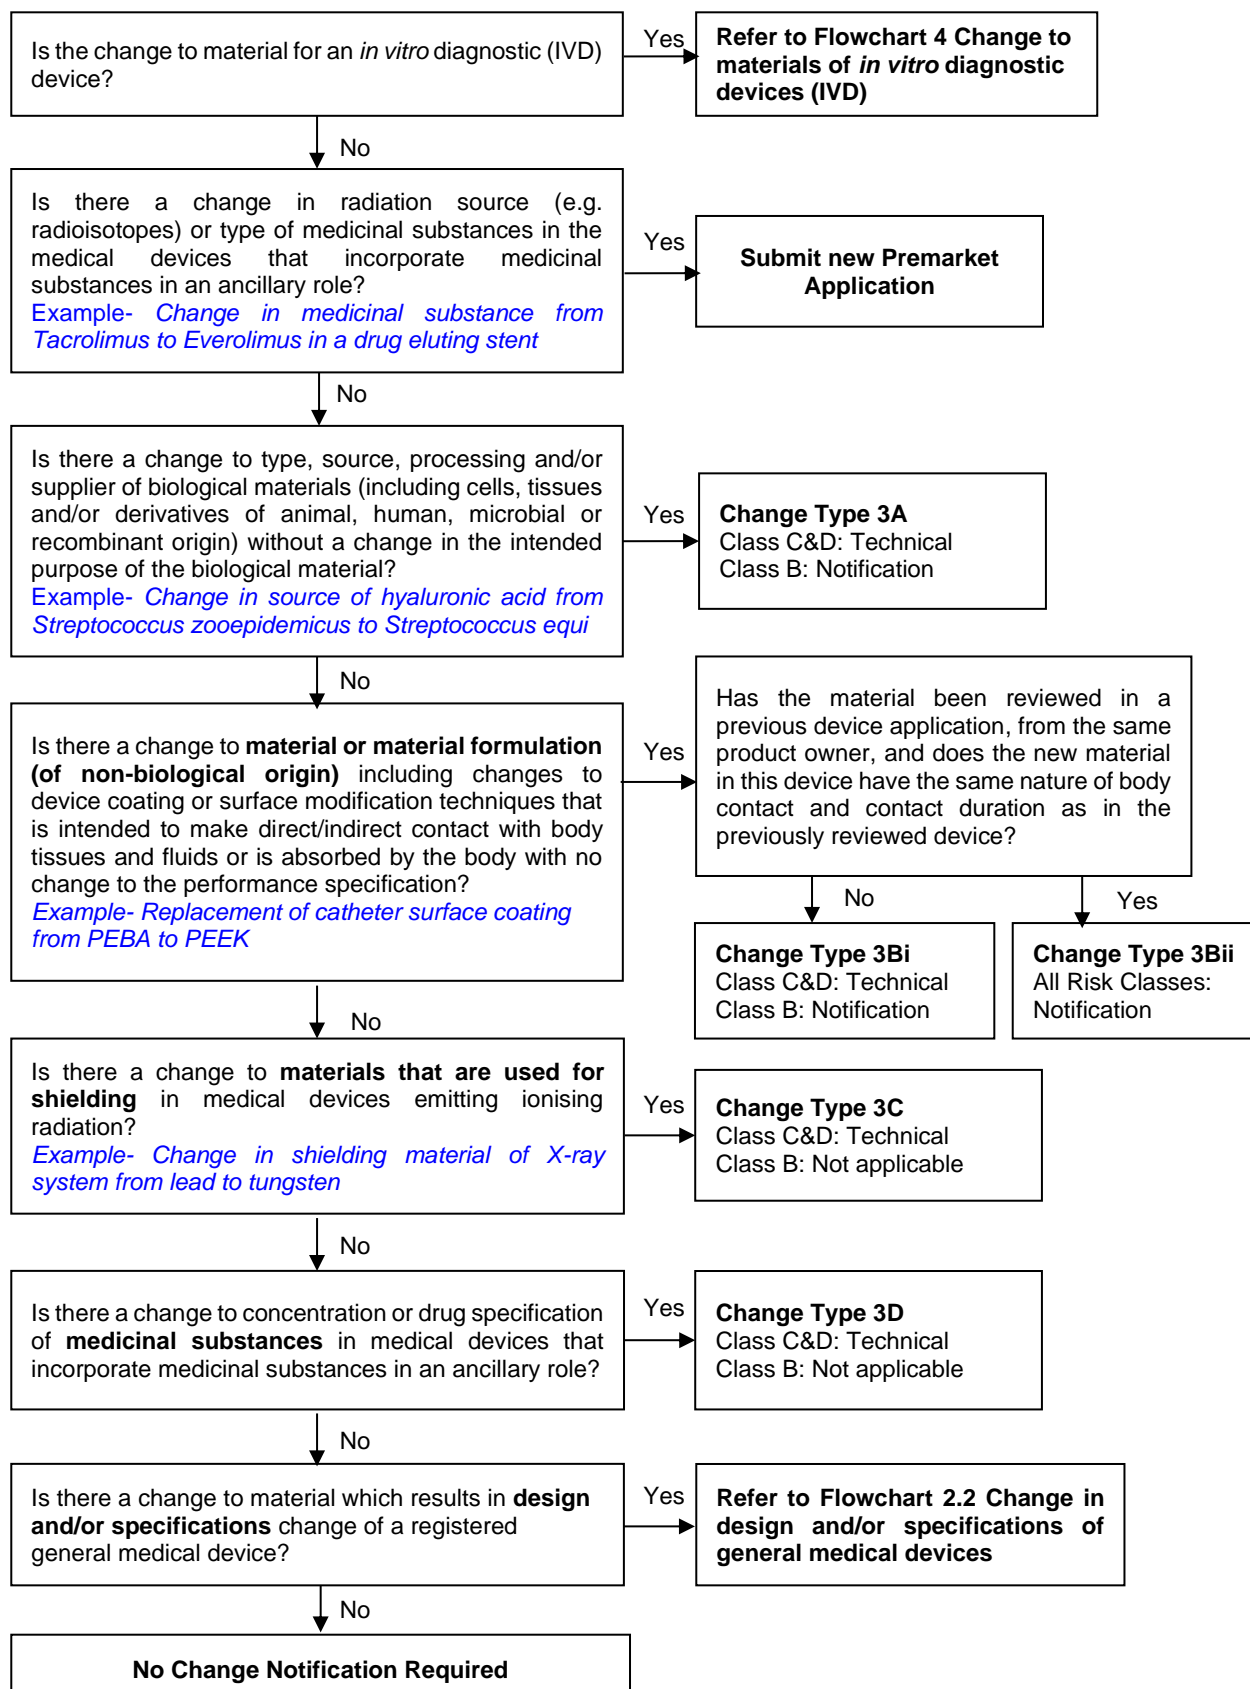 Is the change to material for an in vitro diagnostic (IVD)
device?
Yes
Refer to Flowchart 4 Change to
materials of in vitro diagnostic
devices (IVD)
No
Is there a change in radiation source (e.g.
radioisotopes) or type of medicinal substances in the
medical devices that incorporate medicinal
substances in an ancillary role?
Example- Change in medicinal substance from
Tacrolimus to Everolimus in a drug eluting stent
Yes
Submit new Premarket
Application
No
Is there a change to type, source, processing and/or
supplier of biological materials (including cells, tissues
and/or derivatives of animal, human, microbial or
recombinant origin) without a change in the intended
purpose of the biological material?
Example- Change in source of hyaluronic acid from
Streptococcus zooepidemicus to Streptococcus equi
Yes
Change Type 3A
Class C&D: Technical
Class B: Notification
No
Is there a change to material or material formulation
(of non-biological origin) including changes to
device coating or surface modification techniques that
is intended to make direct/indirect contact with body
tissues and fluids or is absorbed by the body with no
change to the performance specification?
Example- Replacement of catheter surface coating
from PEBA to PEEK
Yes
Has the material been reviewed in a
previous device application, from the same
product owner, and does the new material
in this device have the same nature of body
contact and contact duration as in the
previously reviewed device?
No
Yes
Change Type 3Bi
Class C&D: Technical
Class B: Notification
Change Type 3Bii
All Risk Classes:
Notification
No
Is there a change to materials that are used for
shielding in medical devices emitting ionising
radiation?
Example- Change in shielding material of X-ray
system from lead to tungsten
Yes
Change Type 3C
Class C&D: Technical
Class B: Not applicable
No
Is there a change to concentration or drug specification
of medicinal substances in medical devices that
incorporate medicinal substances in an ancillary role?
Yes
Change Type 3D
Class C&D: Technical
Class B: Not applicable
No
Is there a change to material which results in design
and/or specifications change of a registered
general medical device?
Yes
Refer to Flowchart 2.2 Change in
design and/or specifications of
general medical devices
No
No Change Notification Required